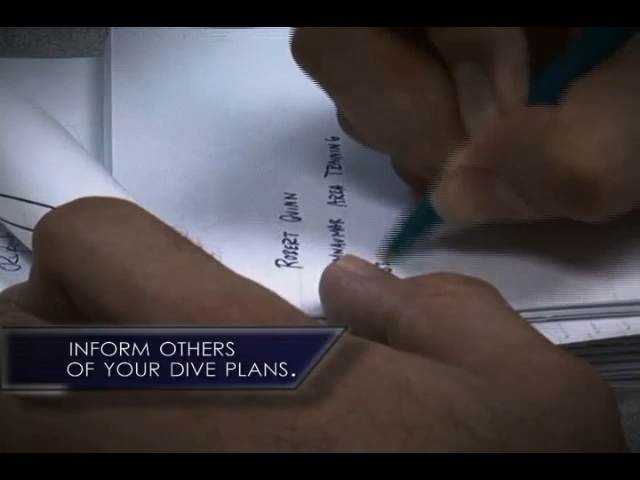 ROBERT QUINN
AREA TRAINING
INFORM OTHERS
OF YOUR DIVE PLANS.